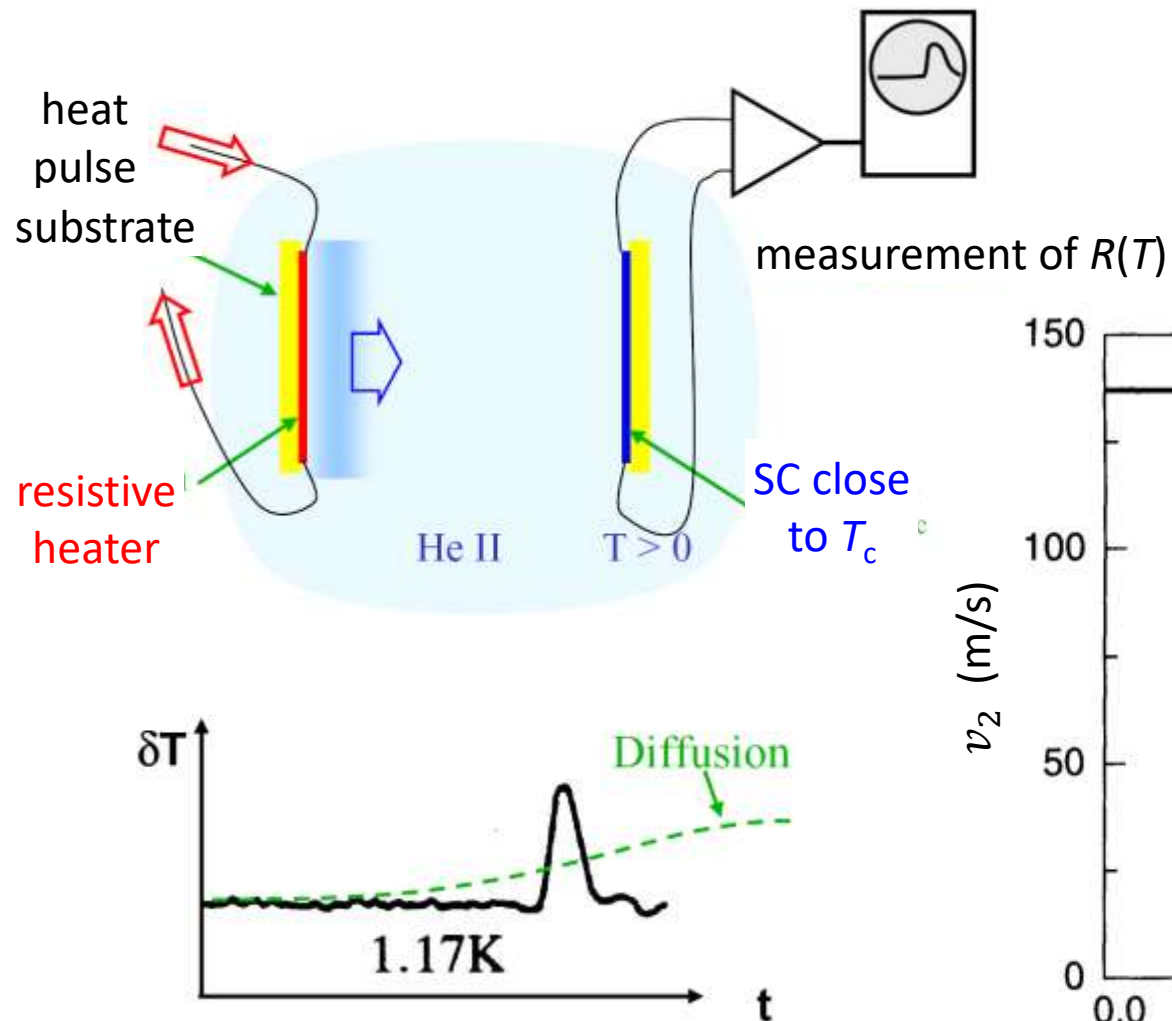 heat
pulse
substrate
measurement of R(T)
resistive
heater
SC close
to Tc
c
He II
T > 0
δT
Diffusion
1.17K
t
v2 (m/s)
150
100
50
0
0.0